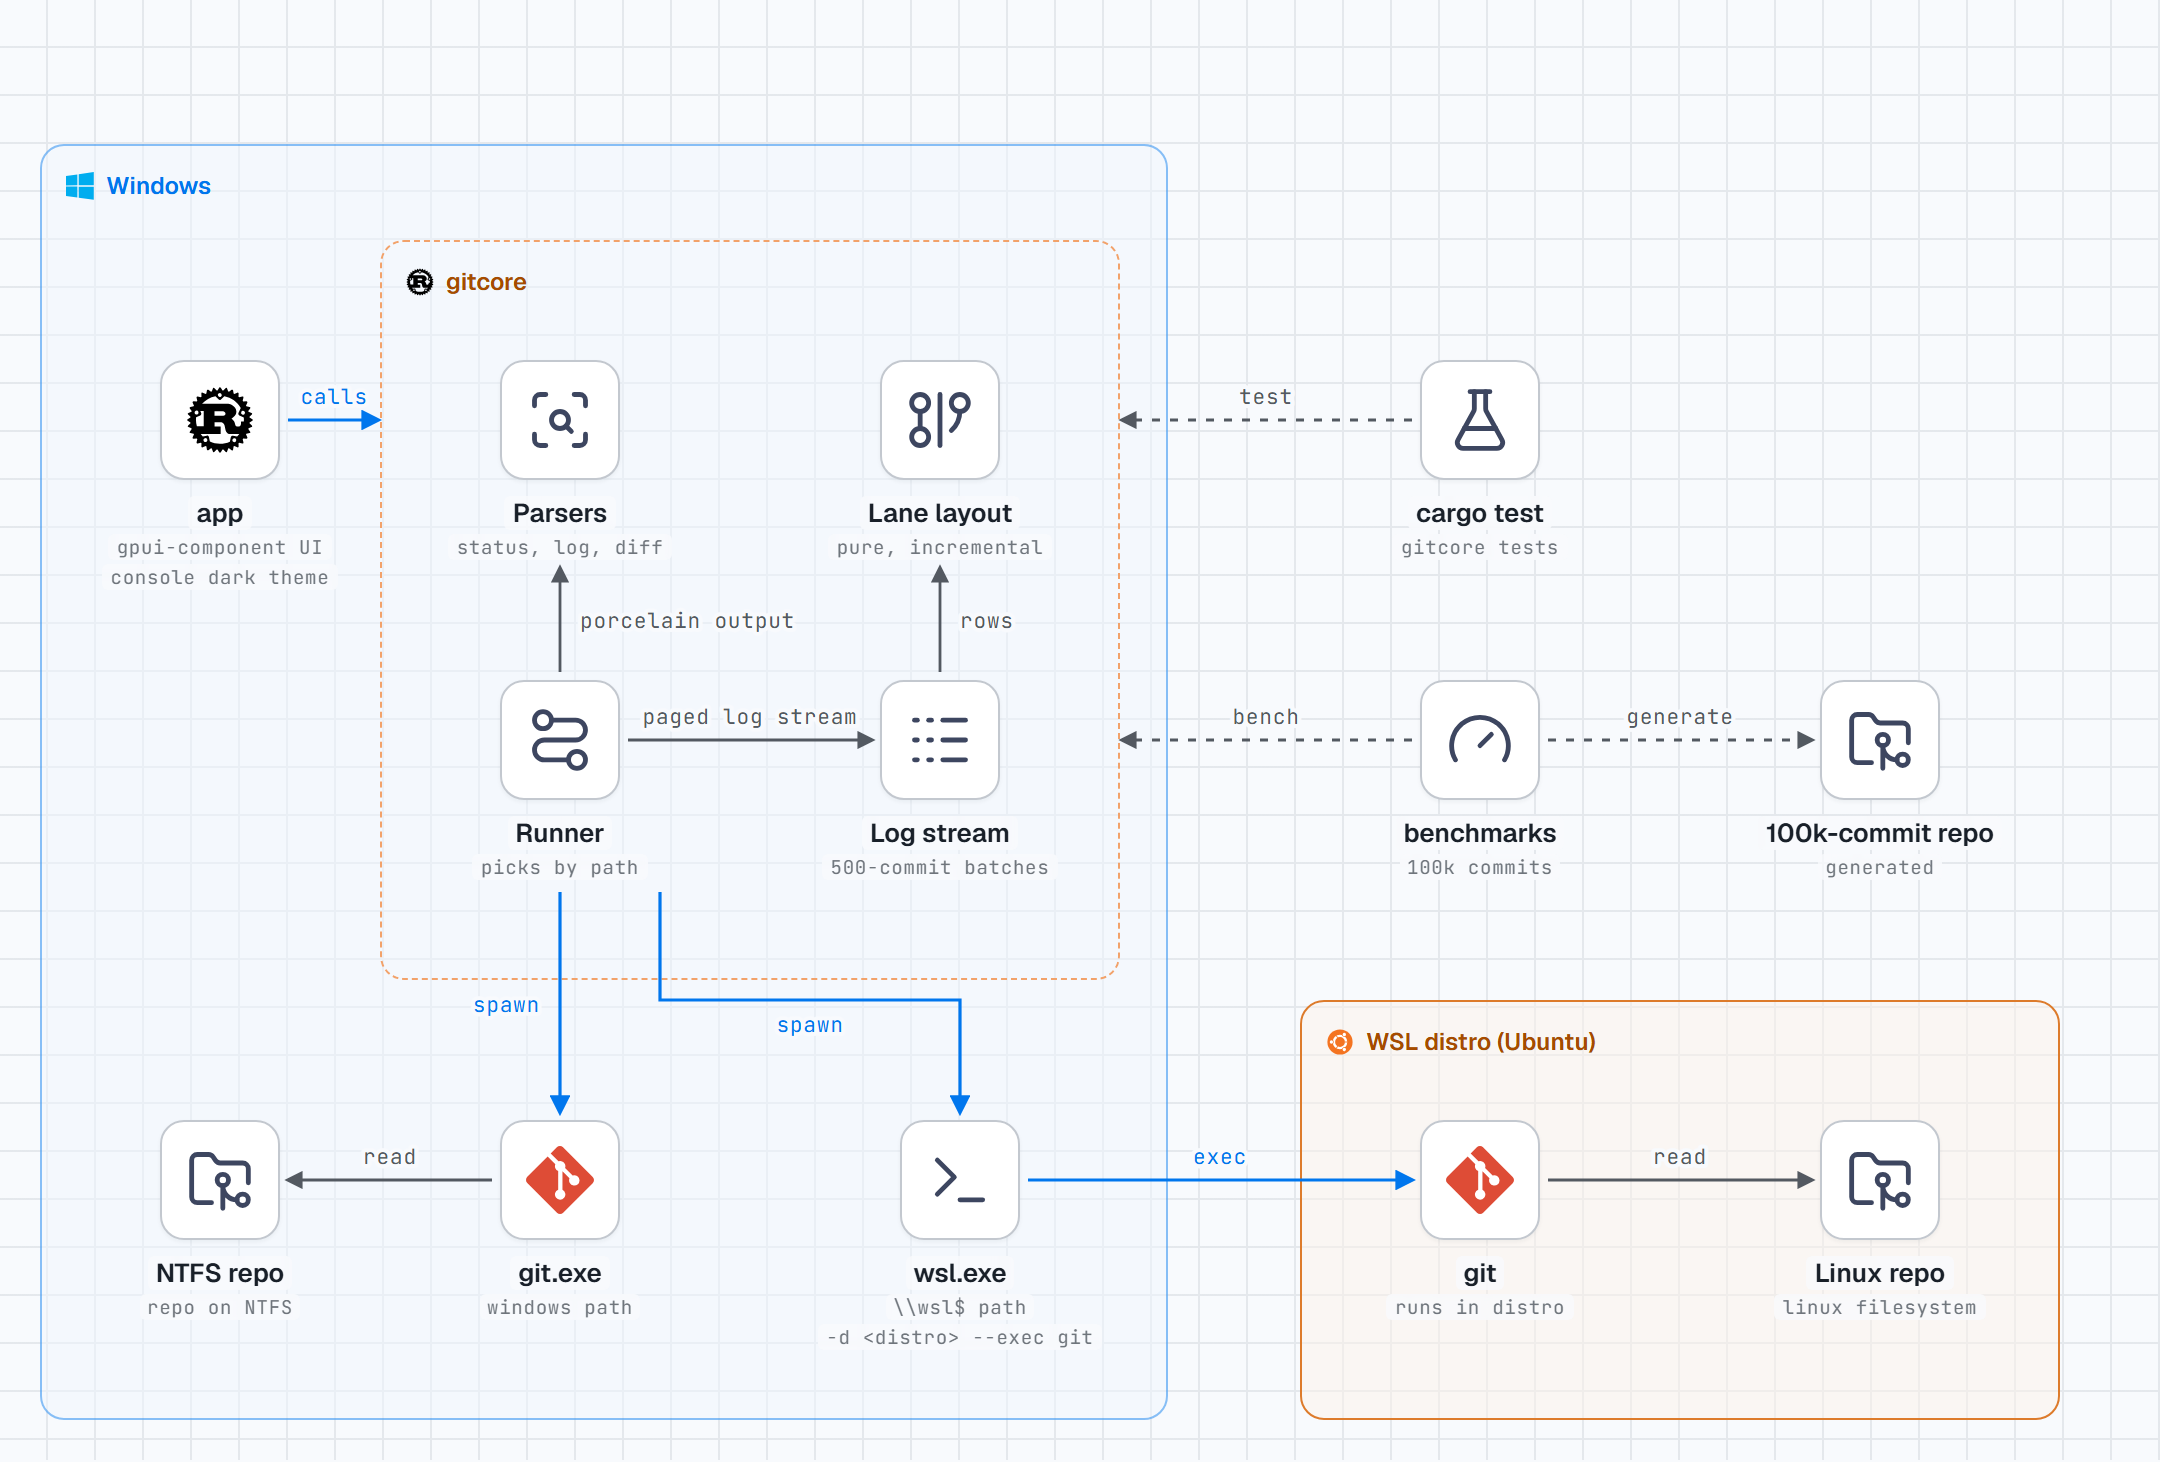 Windows
gitcore
calls
test
app
gpui-component UI
console dark theme
Parsers
status, log, diff
Lane layout
pure, incremental
cargo test
gitcore tests
porcelain output
rows
paged log stream
bench
generate
Runner
picks by path
Log stream
500-commit batches
benchmarks
100k commits
100k-commit repo
generated
spawn
spawn
WSL distro (Ubuntu)
read
exec
read
NTFS repo
repo on NTFS
git.exe
windows path
wsl.exe
\\wsl$ path
-d <distro> --exec git
git
runs in distro
Linux repo
linux filesystem